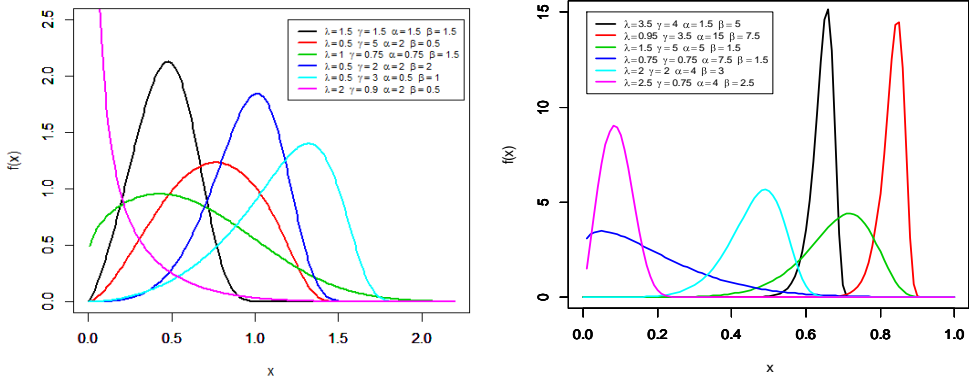 λ=1.5 γ=1.5 α=1.5 β=1.5
λ=0.5 γ=5 α=2 β=0.5
λ=1 γ=0.75 α=0.75 β=1.5
λ=0.5 γ=2 α=2 β=2
λ=0.5 γ=3 α=0.5 β=1
λ=2 γ=0.9 α=2 β=0.5
f(x)
2.5
2.0
1.5
1.0
0.5
0.0
0.0 0.5 1.0 1.5 2.0
x
λ=3.5 γ=4 α=1.5 β=5
λ=0.95 γ=3.5 α=15 β=7.5
λ=1.5 γ=5 α=5 β=1.5
λ=0.75 γ=0.75 α=7.5 β=1.5
λ=2 γ=2 α=4 β=3
λ=2.5 γ=0.75 α=4 β=2.5
f(x)
15
10
5
0
0.0 0.2 0.4 0.6 0.8 1.0
x